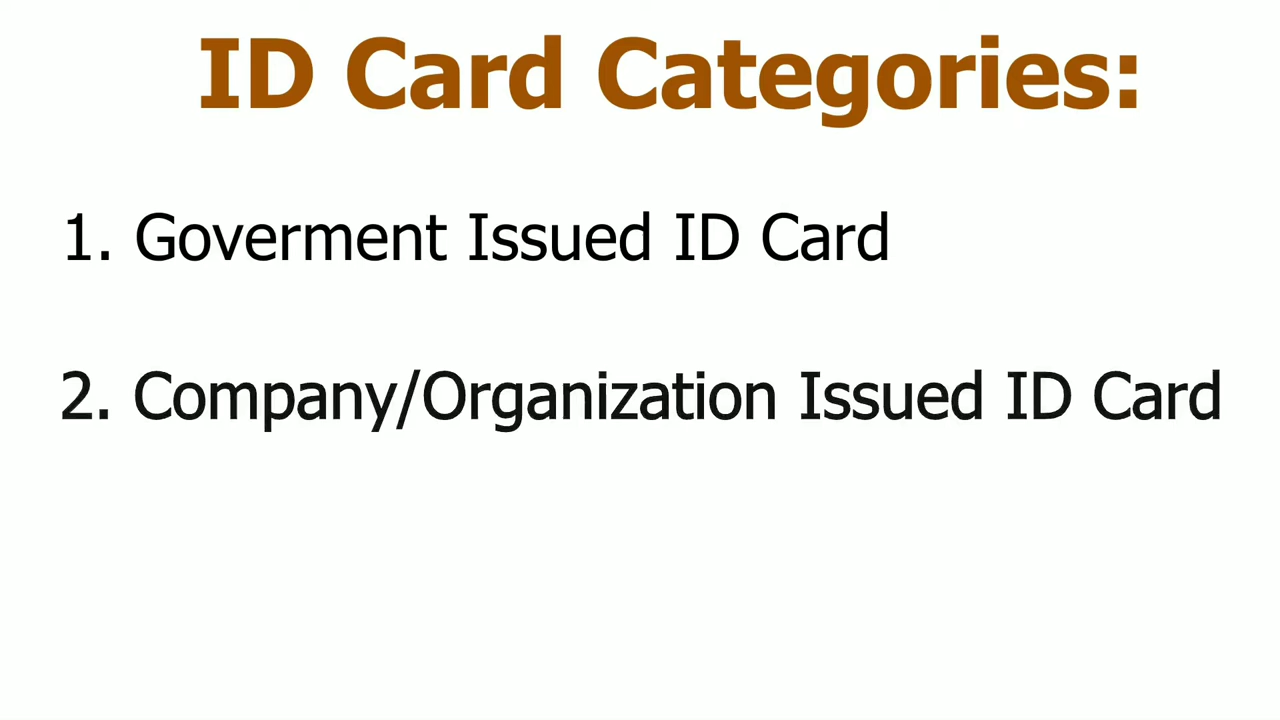 ID Card Categories:
1. Goverment Issued ID Card
2. Company/Organization Issued ID Card